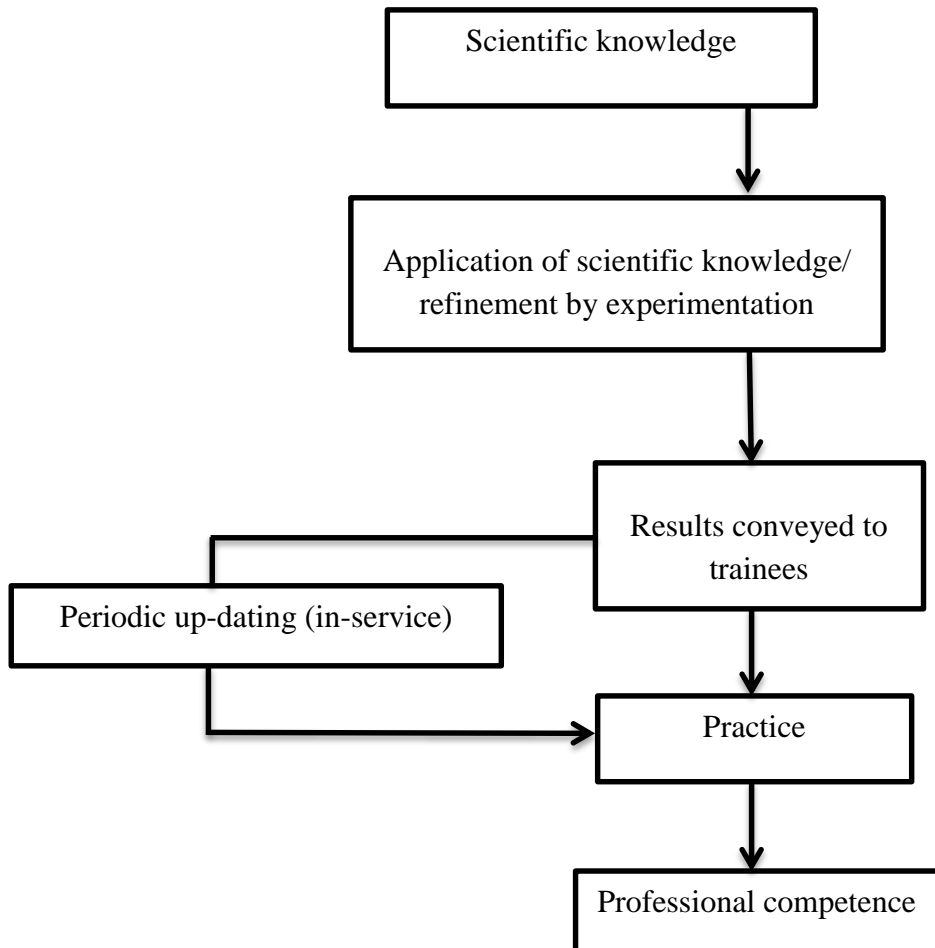 Scientific knowledge
Application of scientific knowledge/
refinement by experimentation
Results conveyed to
trainees
Periodic up-dating (in-service)
Practice
Professional competence